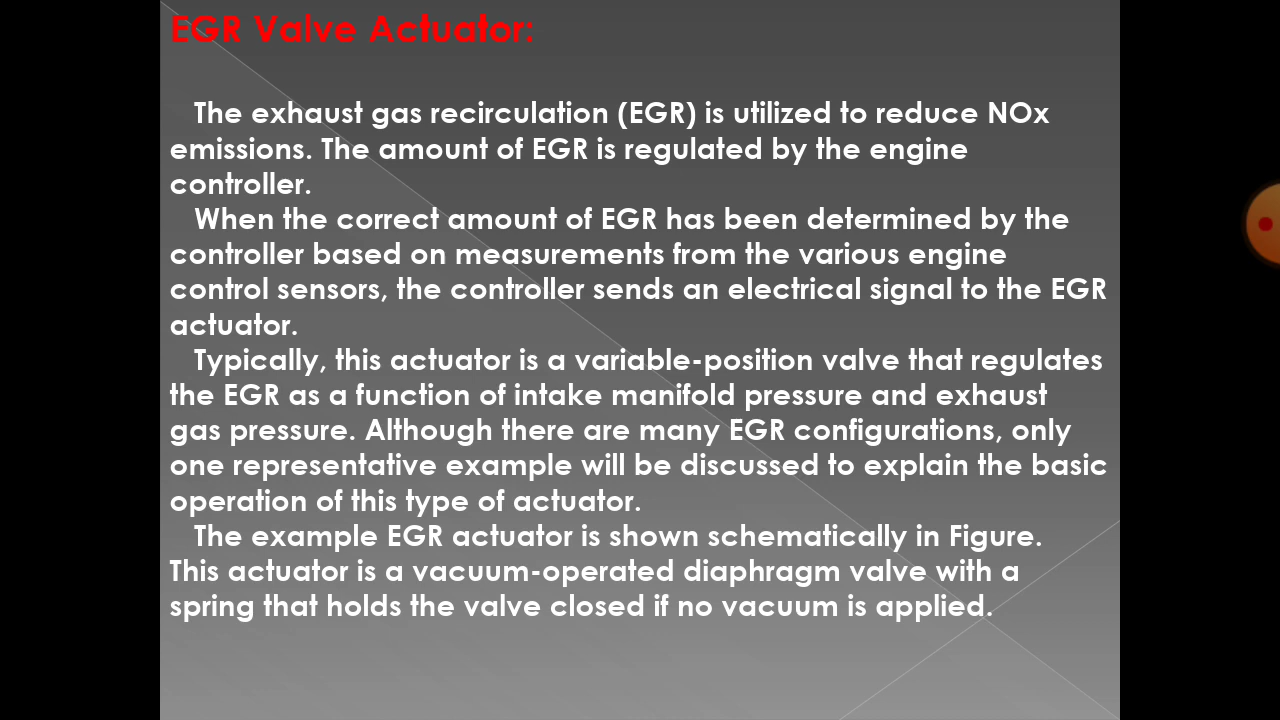 EGR Valve Actuator:
The exhaust gas recirculation (EGR) is utilized to reduce NOx
emissions. The amount of EGR is regulated by the engine
controller.
When the correct amount of EGR has been determined by the
controller based on measurements from the various engine
control sensors, the controller sends an electrical signal to the EGR
actuator.
Typically, this actuator is a variable-position valve that regulates
the EGR as a function of intake manifold pressure and exhaust
gas pressure. Although there are many EGR configurations, only
one representative example will be discussed to explain the basic
operation of this type of actuator.
The example EGR actuator is shown schematically in Figure.
This actuator is a vacuum-operated diaphragm valve with a
spring that holds the valve closed if no vacuum is applied.